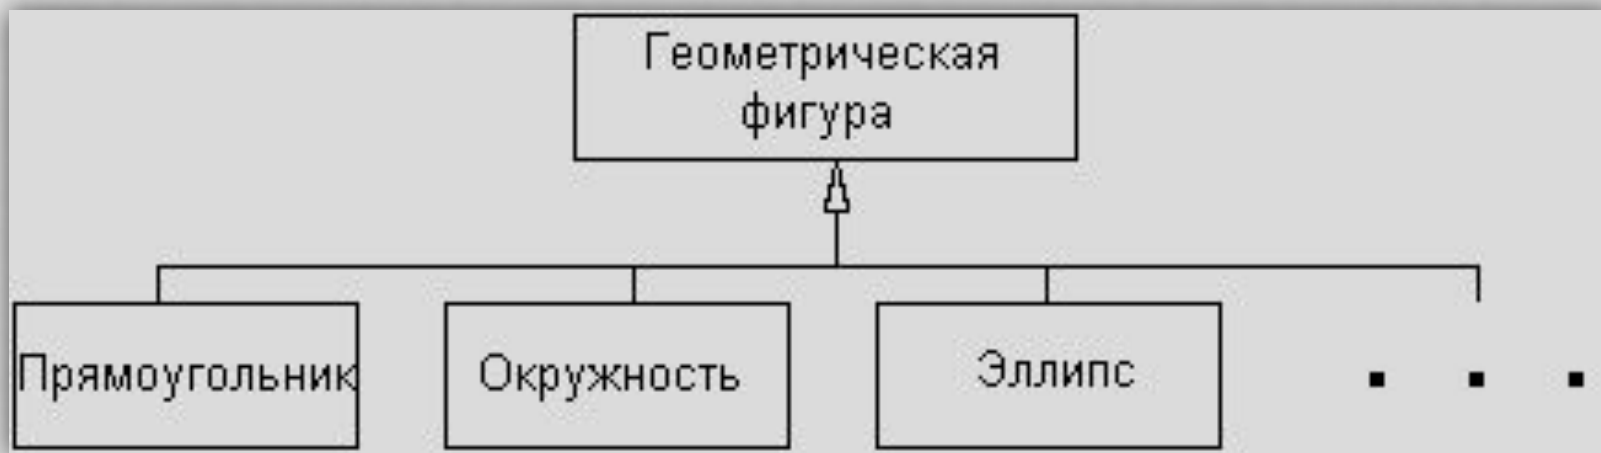 Геометрическая
фигура
Прямоугольник
Окружность
Эллипс
. . .